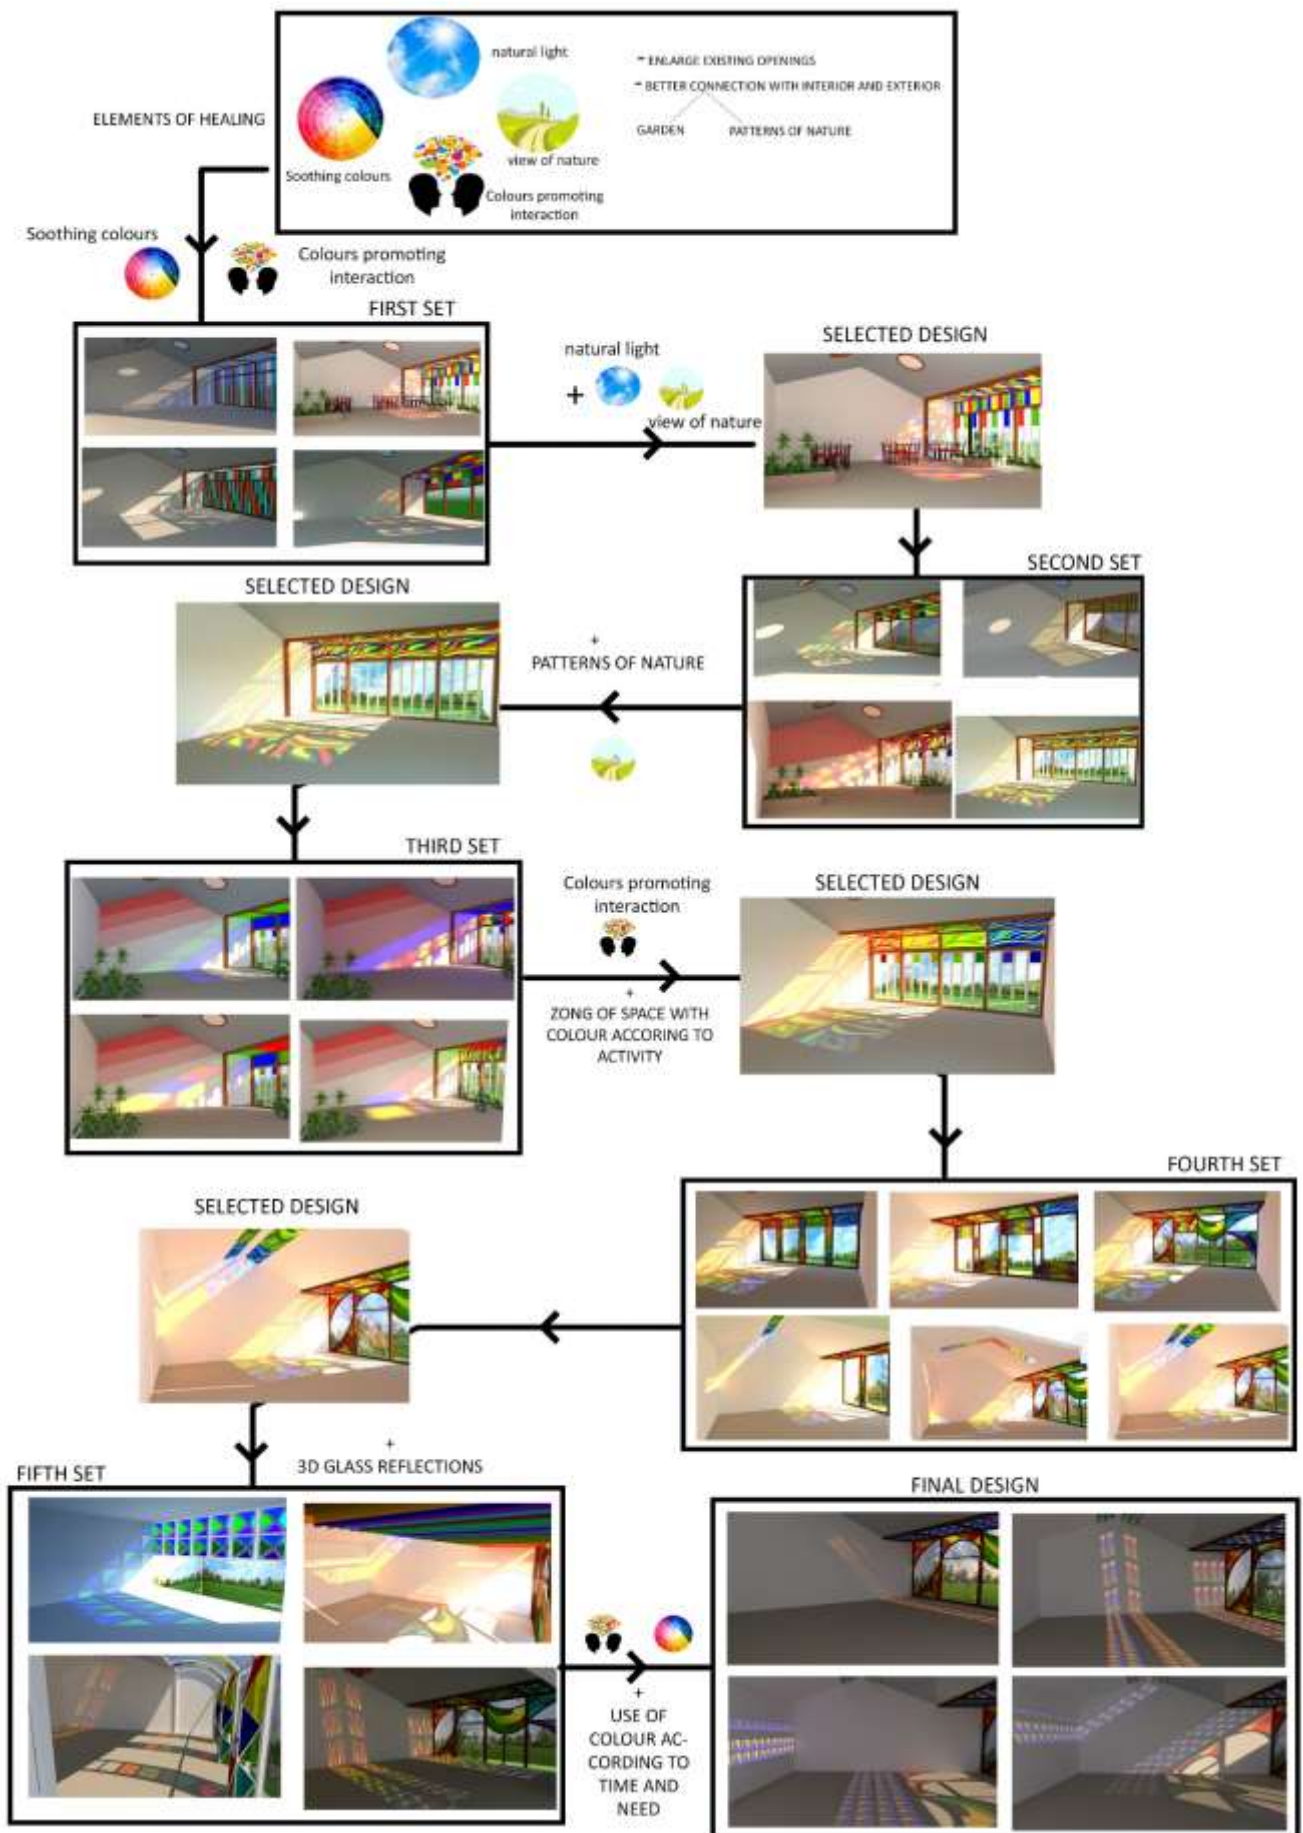 natural light
- ENLARGE EXISTING OPENINGS
- BETTER CONNECTION WITH INTERIOR AND EXTERIOR
ELEMENTS OF HEALING
GARDEN
PATTERNS OF NATURE
view of nature
Soothing colours
Colours promoting
interaction
Soothing colours
Colours promoting
interaction
FIRST SET
natural light
+
view of nature
SELECTED DESIGN
SECOND SET
SELECTED DESIGN
+
PATTERNS OF NATURE
THIRD SET
Colours promoting
interaction
+
ZONG OF SPACE WITH
COLOUR ACCORING TO
ACTIVITY
SELECTED DESIGN
FOURTH SET
SELECTED DESIGN
+
3D GLASS REFLECTIONS
FIFTH SET
+
USE OF
COLOUR AC-
CORDING TO
TIME AND
NEED
FINAL DESIGN